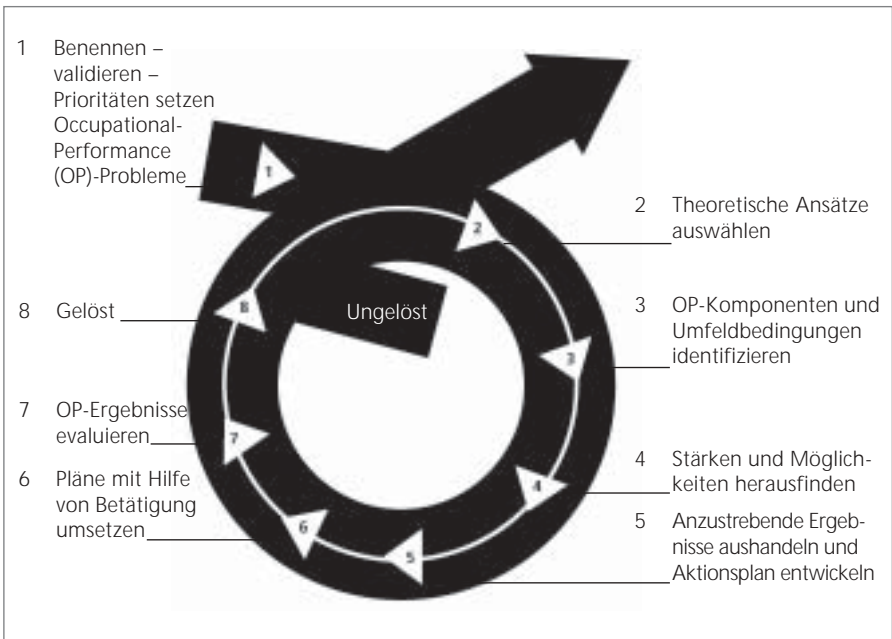 1 Benennen –
validieren –
Prioritäten setzen
Occupational-
Performance
(OP)-Probleme
2 Theoretische Ansätze
auswählen
3 OP-Komponenten und
Umfeldbedingungen
identifizieren
4 Stärken und Möglich-
keiten herausfinden
5 Anzustrebende Ergeb-
nisse aushandeln und
Aktionsplan entwickeln
6 Pläne mit Hilfe
von Betätigung
umsetzen
7 OP-Ergebnisse
evaluieren
8 Gelöst
Ungelöst
1
2
3
4
5
6
7
8